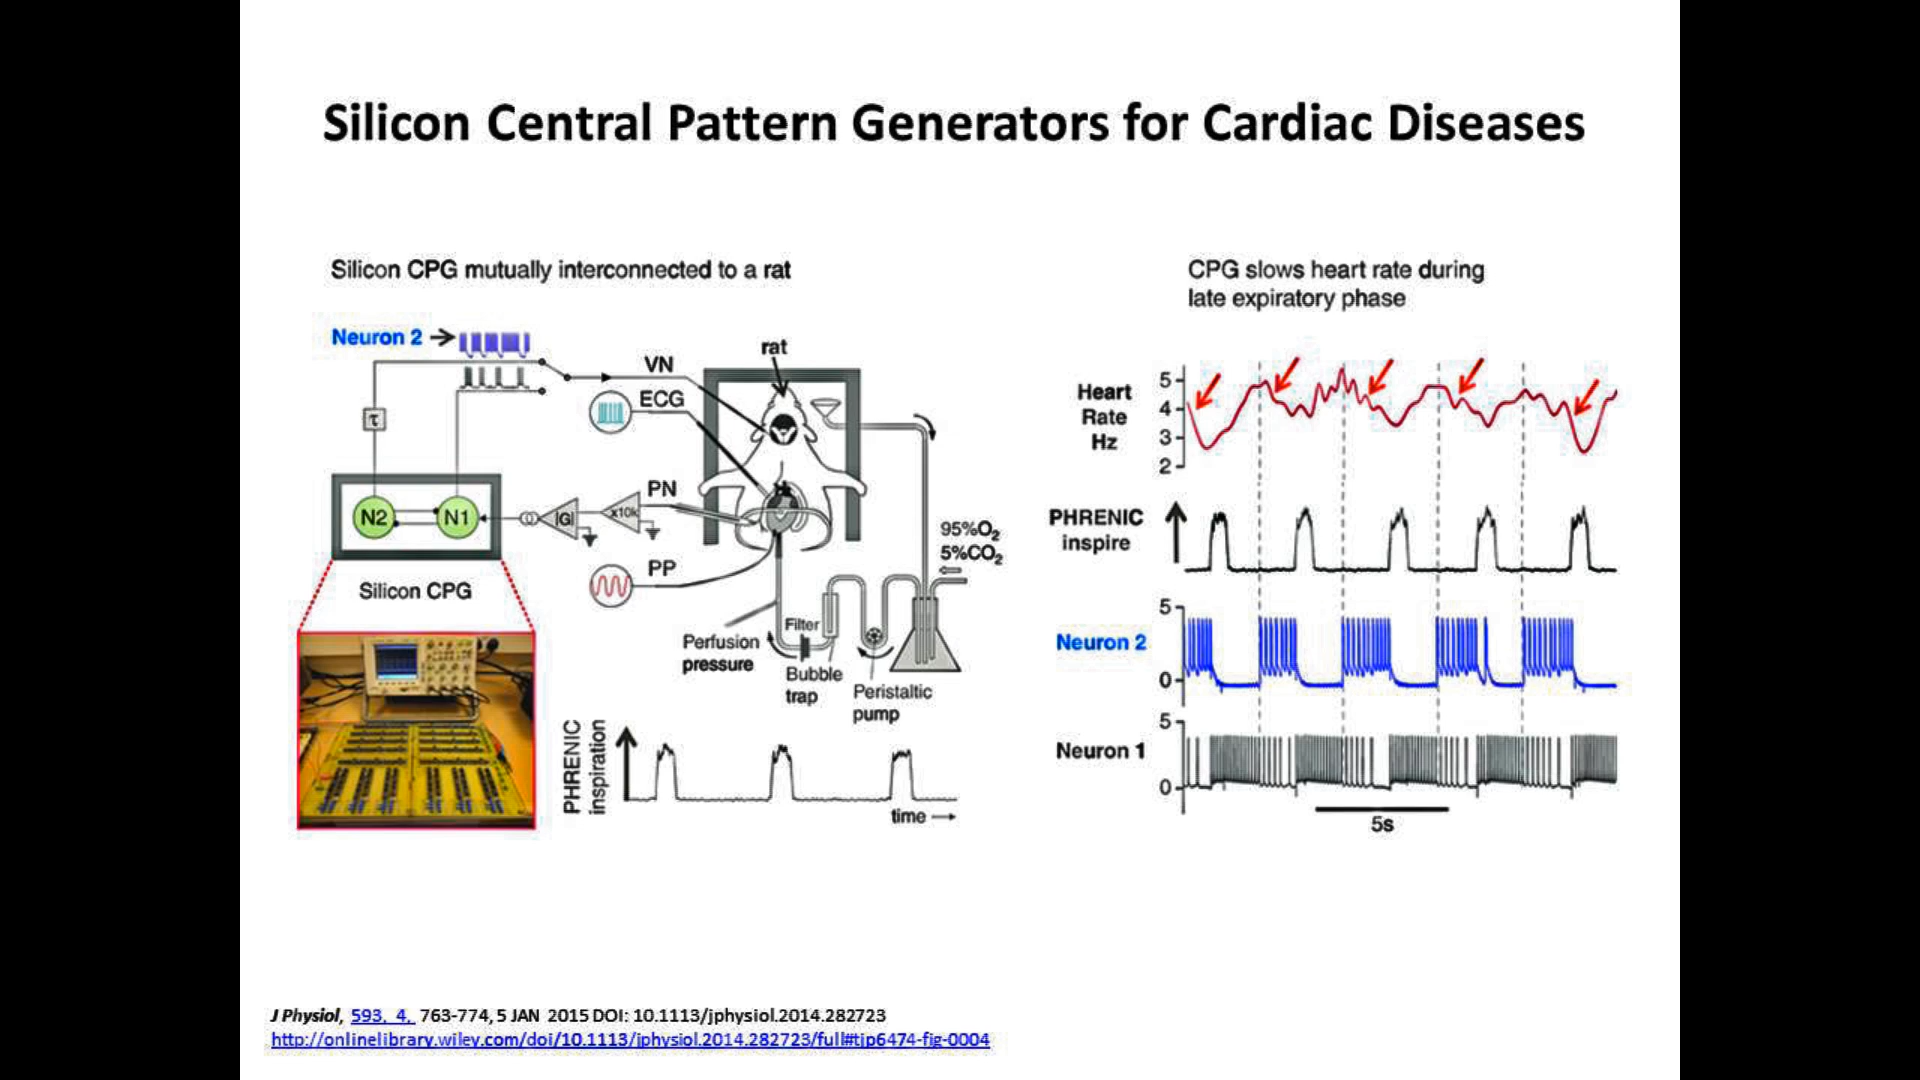 Silicon Central Pattern Generators for Cardiac Diseases
Silicon CPG mutually interconnected to a rat
Neuron 2
VN
rat
ECG
τ
PN
N2
N1
|G|
x10k
95%O2
5%CO2
PP
Silicon CPG
Filter
Perfusion
pressure
Bubble
trap
Peristaltic
pump
PHRENIC
inspiration
time
CPG slows heart rate during
late expiratory phase
Heart
Rate
Hz
5
4
3
2
PHRENIC
inspire
Neuron 2
5
0
Neuron 1
5
0
5s
J Physiol, 593, 4, 763-774, 5 JAN 2015 DOI: 10.1113/jphysiol.2014.282723
http://onlinelibrary.wiley.com/doi/10.1113/jphysiol.2014.282723/full#tjp6474-fig-0004